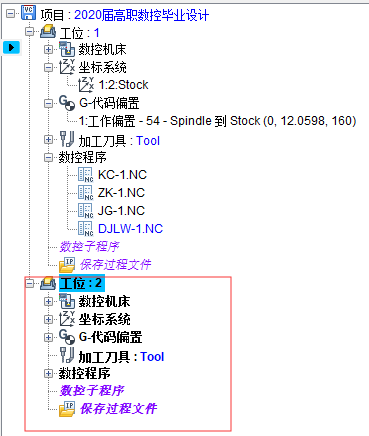 项目 : 2020届高职数控毕业设计
工位 : 1
数控机床
坐标系统
1:2:Stock
G-代码偏置
1:工作偏置 - 54 - Spindle 到 Stock (0, 12.0598, 160)
加工刀具 : Tool
数控程序
KC-1.NC
ZK-1.NC
JG-1.NC
DJLW-1.NC
数控子程序
保存过程文件
工位 : 2
数控机床
坐标系统
G-代码偏置
加工刀具 : Tool
数控程序
数控子程序
保存过程文件